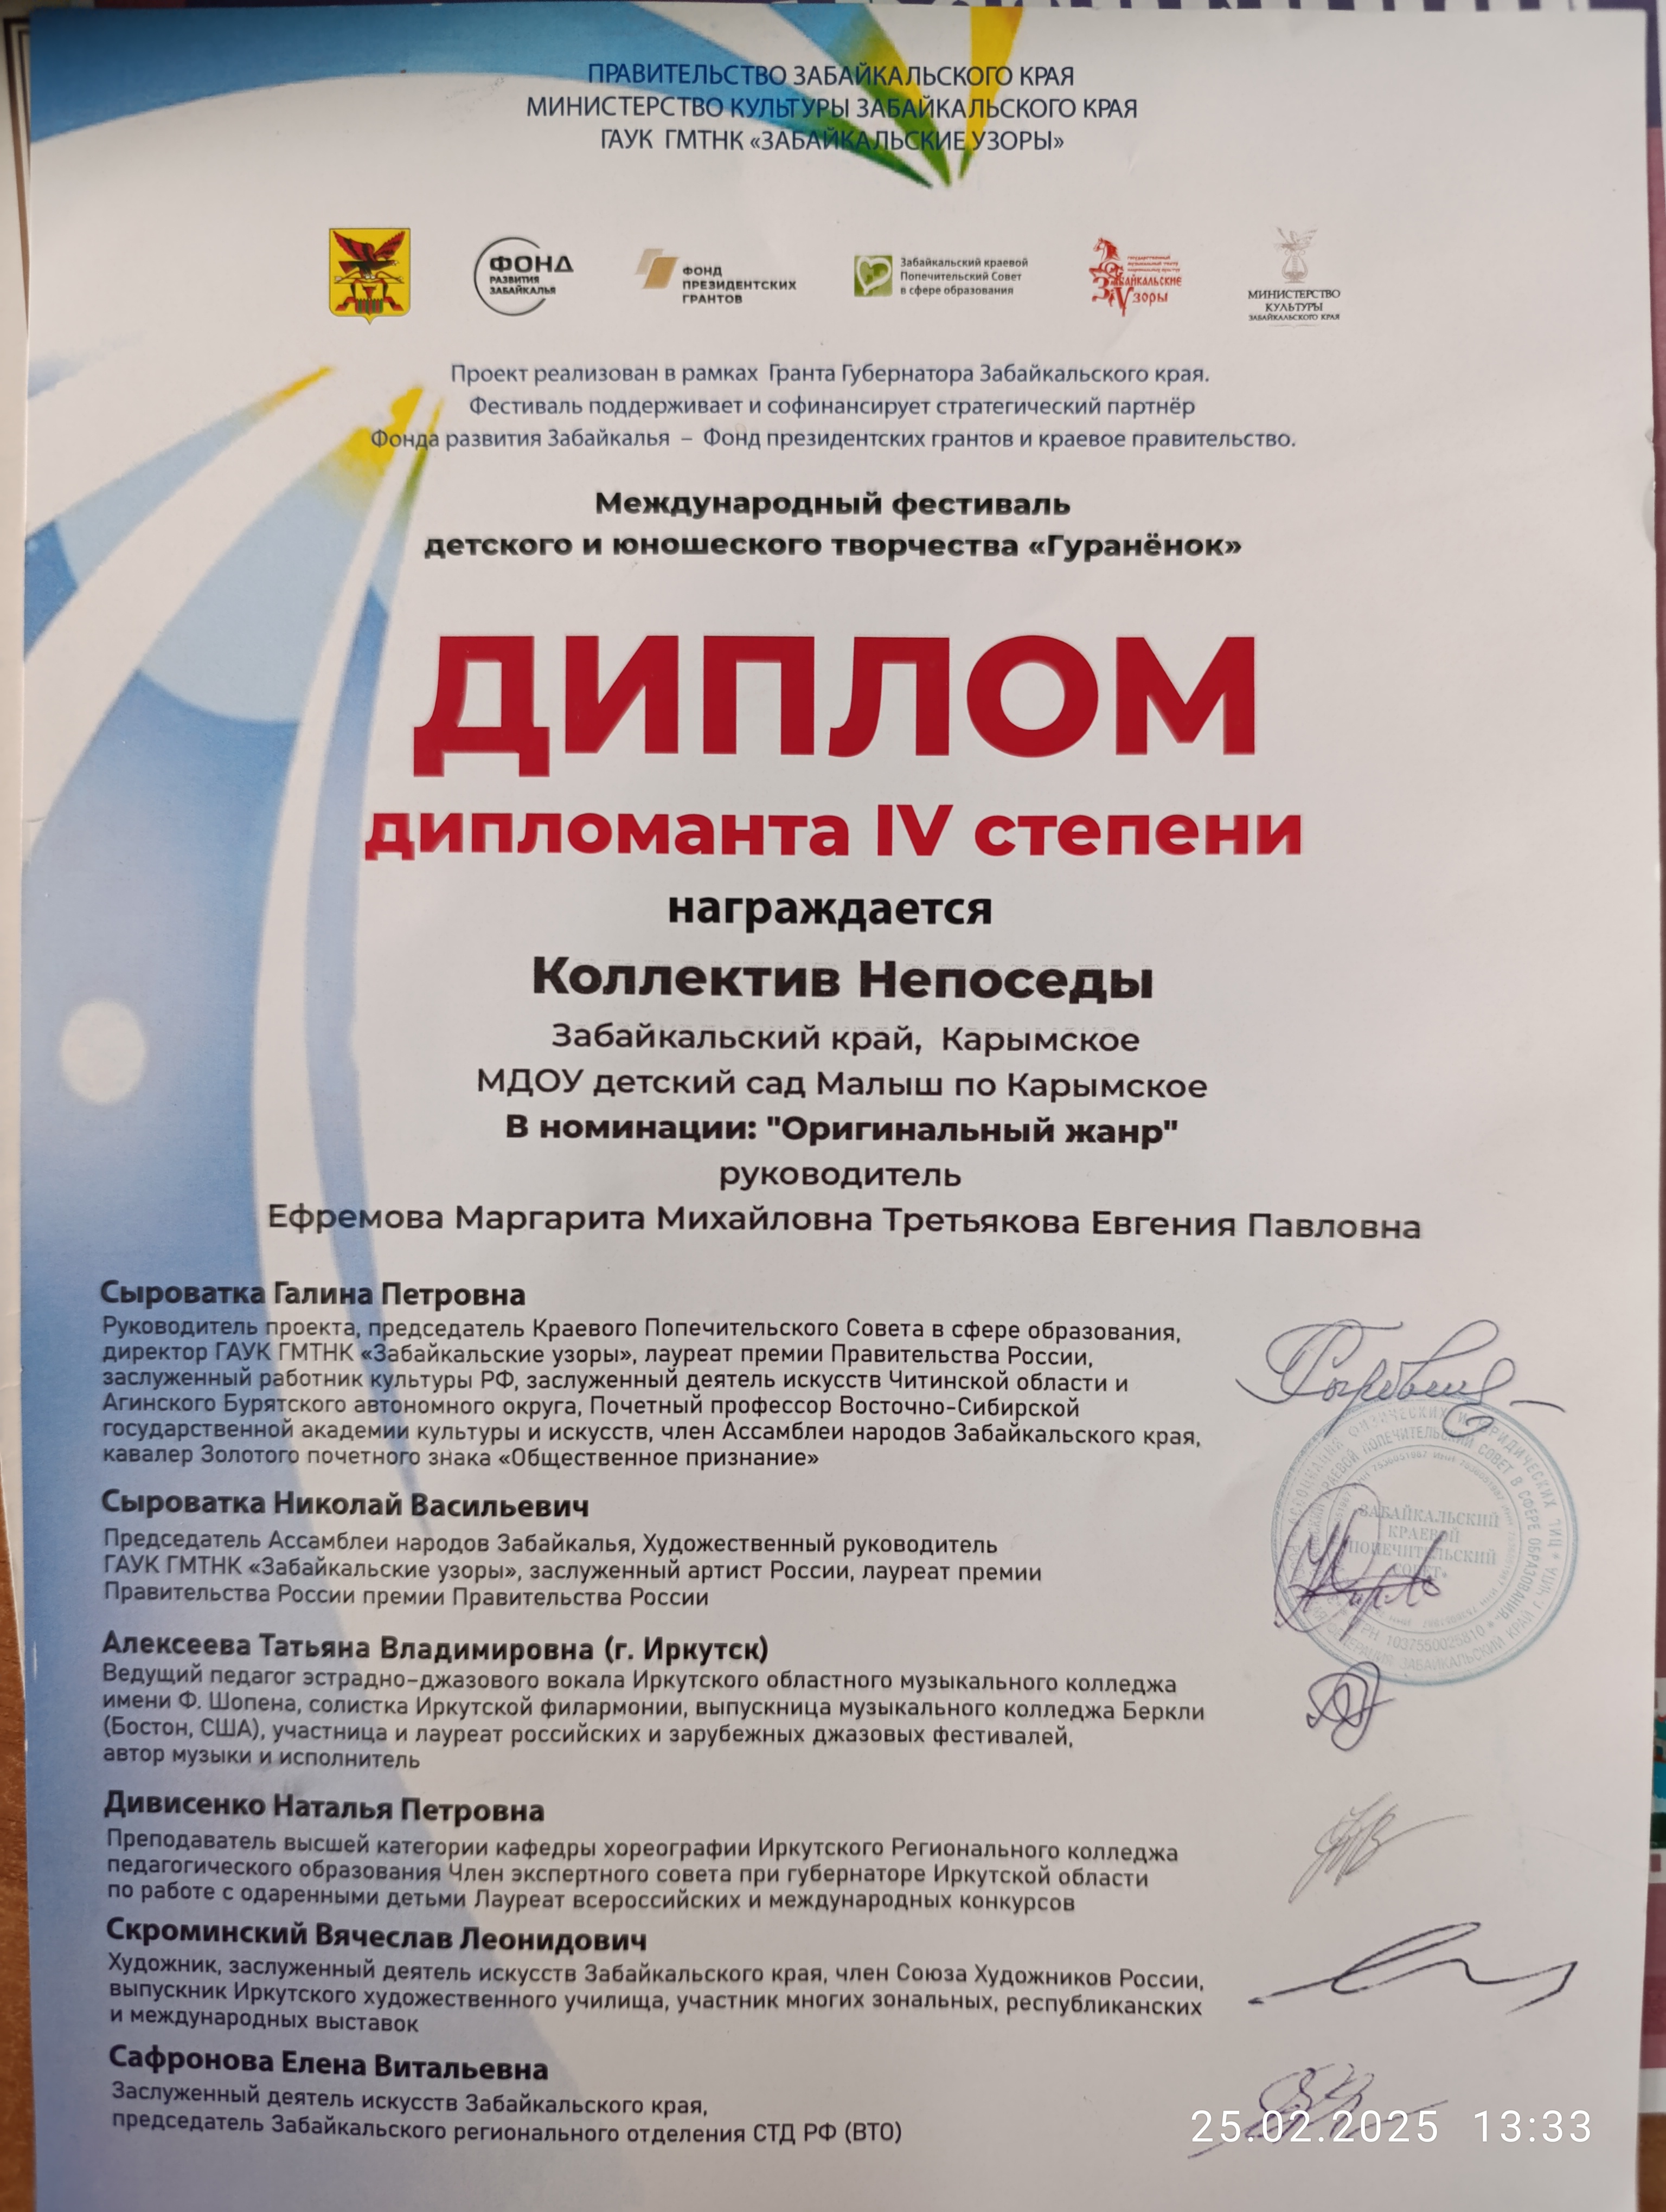 ПРАВИТЕЛЬСТВО ЗАБАЙКАЛЬСКОГО КРАЯ
МИНИСТЕРСТВО КУЛЬТУРЫ ЗАБАЙКАЛЬСКОГО КРАЯ
ГАУК ГМТНК «ЗАБАЙКАЛЬСКИЕ УЗОРЫ»
ФОНД
РАЗВИТИЯ
ЗАБАЙКАЛЬЯ
ФОНД
ПРЕЗИДЕНТСКИХ
ГРАНТОВ
Забайкальский краевой
Попечительский Совет
в сфере образования
Забайкальские
Узоры
МИНИСТЕРСТВО
КУЛЬТУРЫ
ЗАБАЙКАЛЬСКОГО КРАЯ
Проект реализован в рамках Гранта Губернатора Забайкальского края.
Фестиваль поддерживает и софинансирует стратегический партнёр
Фонда развития Забайкалья – Фонд президентских грантов и краевое правительство.
Международный фестиваль
детского и юношеского творчества «Гуранёнок»
ДИПЛОМ
дипломанта IV степени
награждается
Коллектив Непоседы
Забайкальский край, Карымское
МДОУ детский сад Малыш по Карымское
В номинации: "Оригинальный жанр"
руководитель
Ефремова Маргарита Михайловна Третьякова Евгения Павловна
Сыроватка Галина Петровна
Руководитель проекта, председатель Краевого Попечительского Совета в сфере образования,
директор ГАУК ГМТНК «Забайкальские узоры», лауреат премии Правительства России,
заслуженный работник культуры РФ, заслуженный деятель искусств Читинской области и
Агинского Бурятского автономного округа, Почетный профессор Восточно-Сибирской
государственной академии культуры и искусств, член Ассамблеи народов Забайкальского края,
кавалер Золотого почетного знака «Общественное признание»
Сыроватка Николай Васильевич
Председатель Ассамблеи народов Забайкалья, Художественный руководитель
ГАУК ГМТНК «Забайкальские узоры», заслуженный артист России, лауреат премии
Правительства России премии Правительства России
ЗАБАЙКАЛЬСКИЙ
КРАЕВОЙ
ПОПЕЧИТЕЛЬСКИЙ
СОВЕТ
Алексеева Татьяна Владимировна (г. Иркутск)
Ведущий педагог эстрадно-джазового вокала Иркутского областного музыкального колледжа
имени Ф. Шопена, солистка Иркутской филармонии, выпускница музыкального колледжа Беркли
(Бостон, США), участница и лауреат российских и зарубежных джазовых фестивалей,
автор музыки и исполнитель
Дивисенко Наталья Петровна
Преподаватель высшей категории кафедры хореографии Иркутского Регионального колледжа
педагогического образования Член экспертного совета при губернаторе Иркутской области
по работе с одаренными детьми Лауреат всероссийских и международных конкурсов
Скроминский Вячеслав Леонидович
Художник, заслуженный деятель искусств Забайкальского края, член Союза Художников России,
выпускник Иркутского художественного училища, участник многих зональных, республиканских
и международных выставок
Сафронова Елена Витальевна
Заслуженный деятель искусств Забайкальского края,
председатель Забайкальского регионального отделения СТД РФ (ВТО)
25.02.2025 13:33